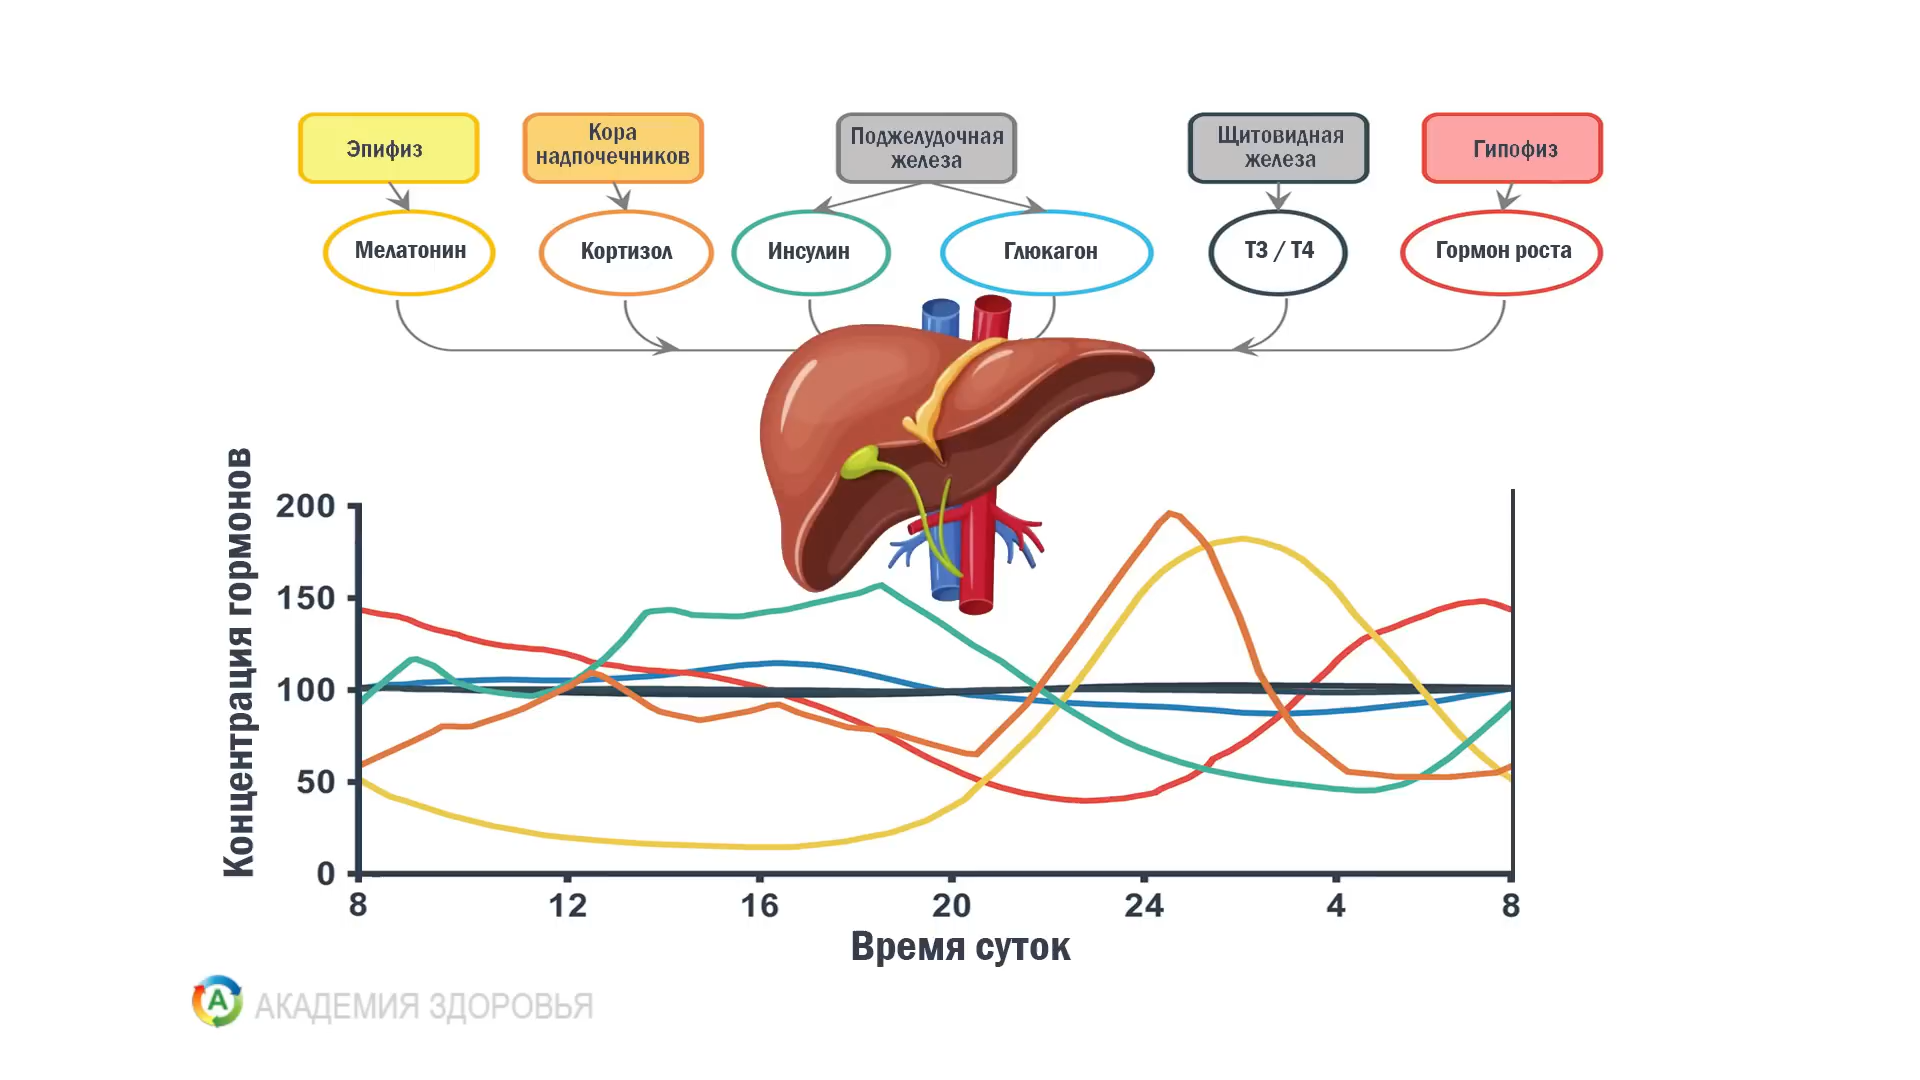 Эпифиз
Кора
надпочечников
Поджелудочная
железа
Щитовидная
железа
Гипофиз
Мелатонин
Кортизол
Инсулин
Глюкагон
Т3 / Т4
Гормон роста
Концентрация гормонов
200
150
100
50
0
8 12 16 20 24 4 8
Время суток
А АКАДЕМИЯ ЗДОРОВЬЯ